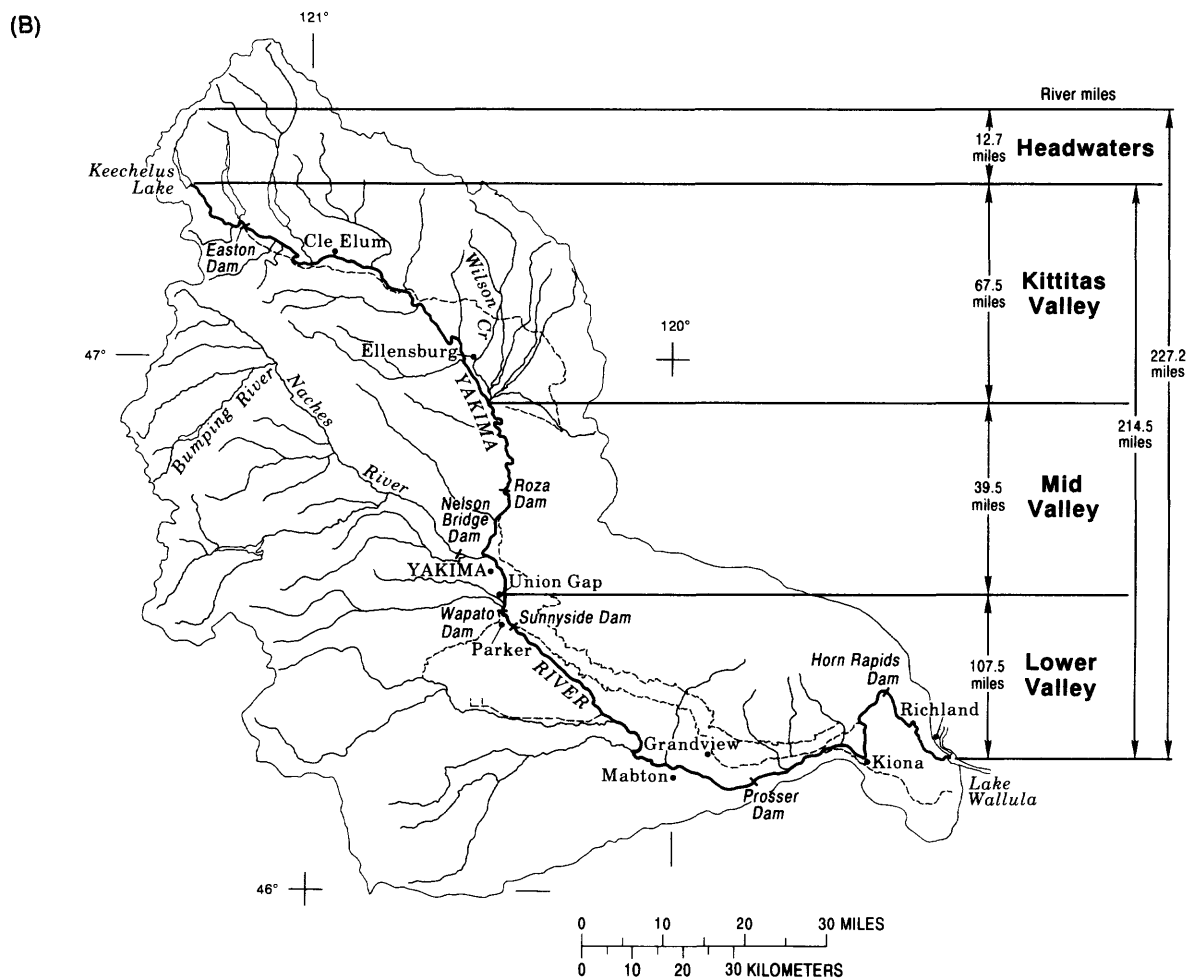 (B)
121°
River miles
12.7
miles
Headwaters
Keechelus
Lake
Easton
Dam
Cle Elum
Wilson Cr
67.5
miles
Kittitas
Valley
120°
47°
Ellensburg
227.2
miles
YAKIMA
Bumping River
Naches
River
214.5
miles
39.5
miles
Mid
Valley
Roza
Dam
Nelson
Bridge
Dam
YAKIMA
Union Gap
Wapato
Dam
Sunnyside Dam
Parker
RIVER
107.5
miles
Lower
Valley
Horn Rapids
Dam
Richland
Grandview
Mabton
Kiona
Prosser
Dam
Lake
Wallula
46°
0 10 20 30 MILES
0 10 20 30 KILOMETERS